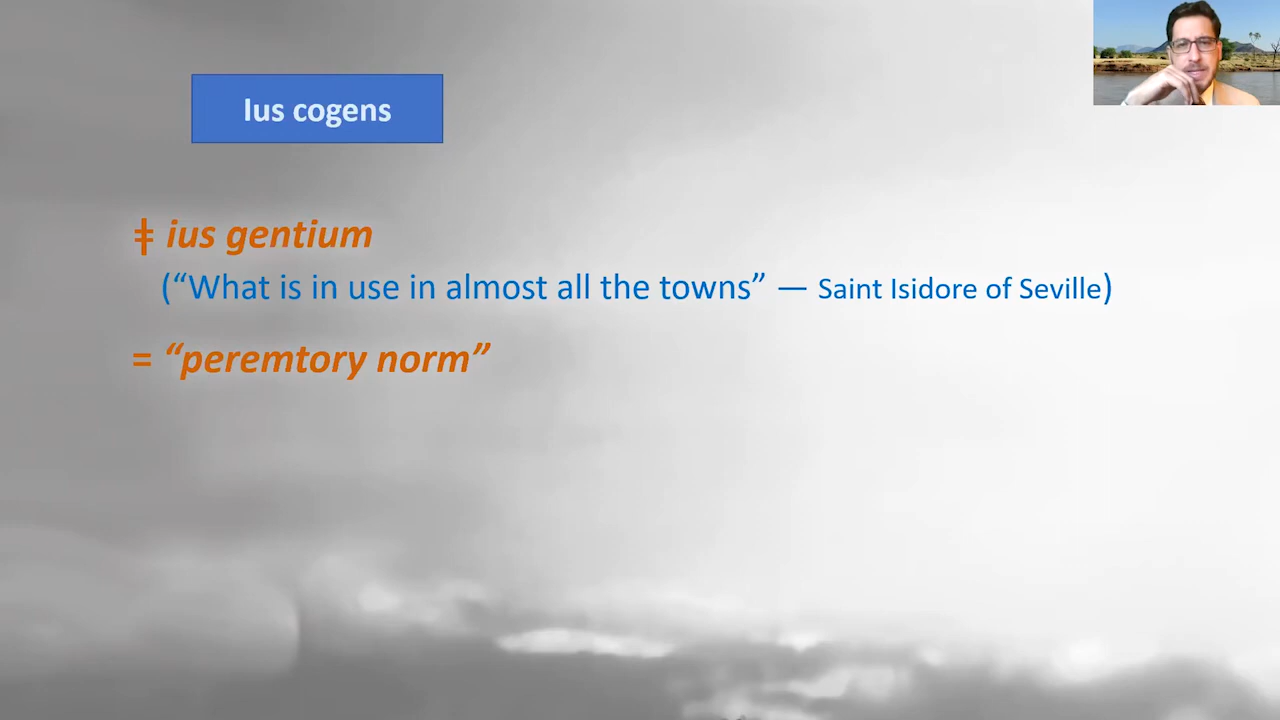 Ius cogens
ǂ ius gentium
(“What is in use in almost all the towns” — Saint Isidore of Seville)
= “peremtory norm”